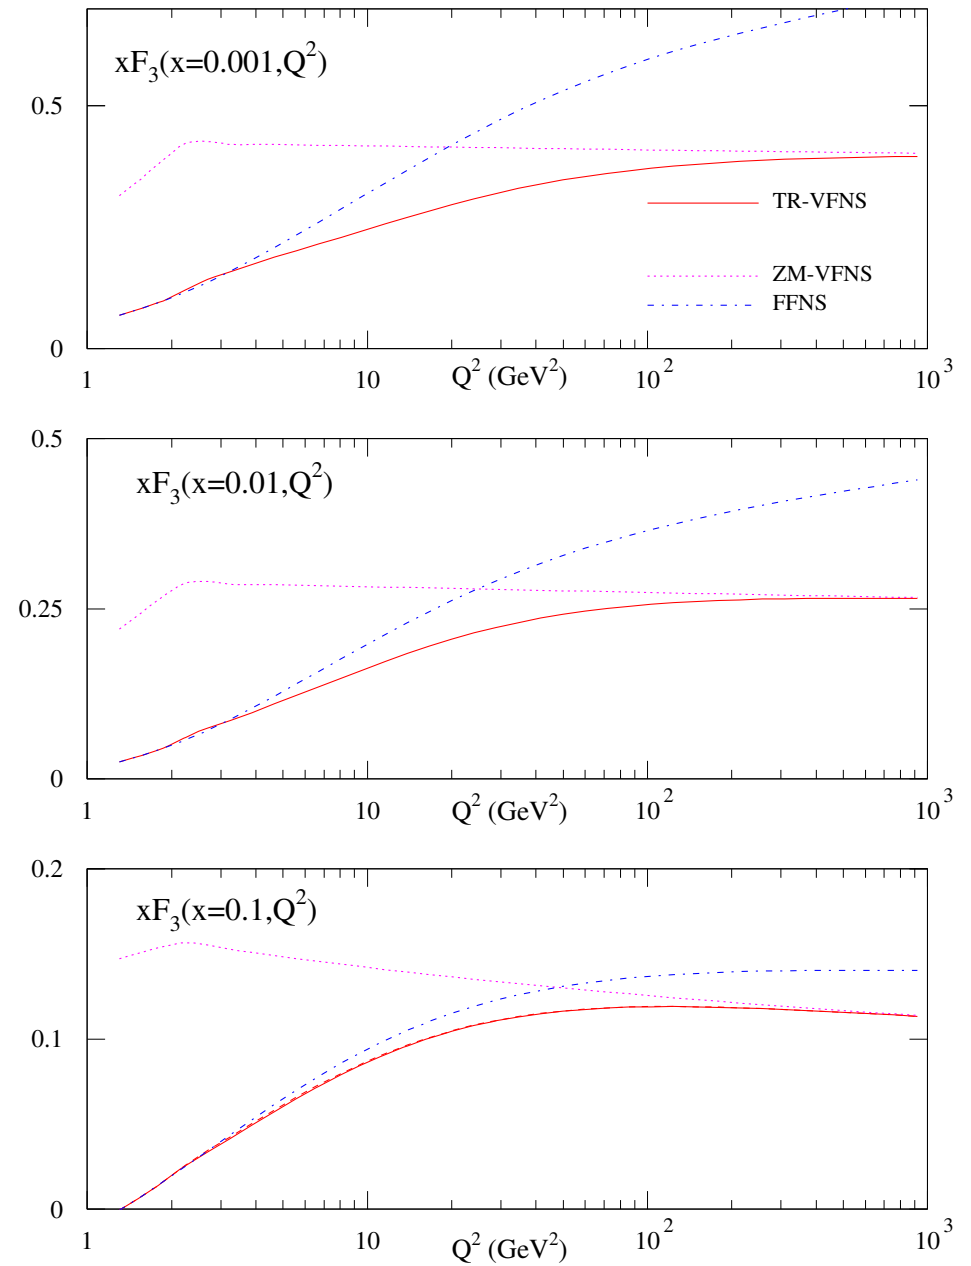 xF₃(x=0.001,Q²)
0.5
TR-VFNS
ZM-VFNS
FFNS
0
1 10 10² 10³
Q² (GeV²)
0.5
xF₃(x=0.01,Q²)
0.25
0
1 10 10² 10³
Q² (GeV²)
0.2
xF₃(x=0.1,Q²)
0.1
0
1 10 10² 10³
Q² (GeV²)